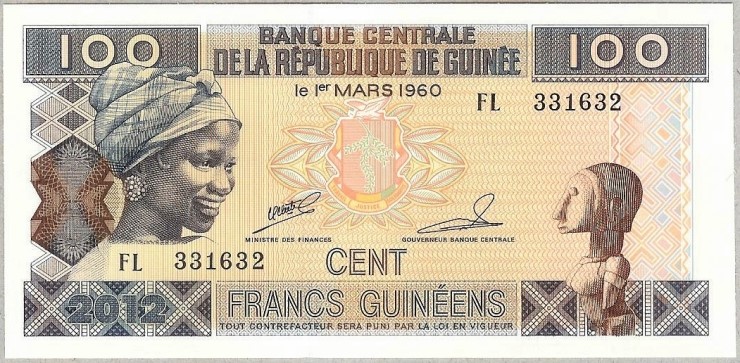 100
BANQUE CENTRALE
DE LA RÉPUBLIQUE DE GUINÉE
100
le 1er MARS 1960
FL 331632
MINISTRE DES FINANCES
GOUVERNEUR BANQUE CENTRALE
FL 331632
CENT
2012
FRANCS GUINÉENS
TOUT CONTREFACTEUR SERA PUNI PAR LA LOI EN VIGUEUR